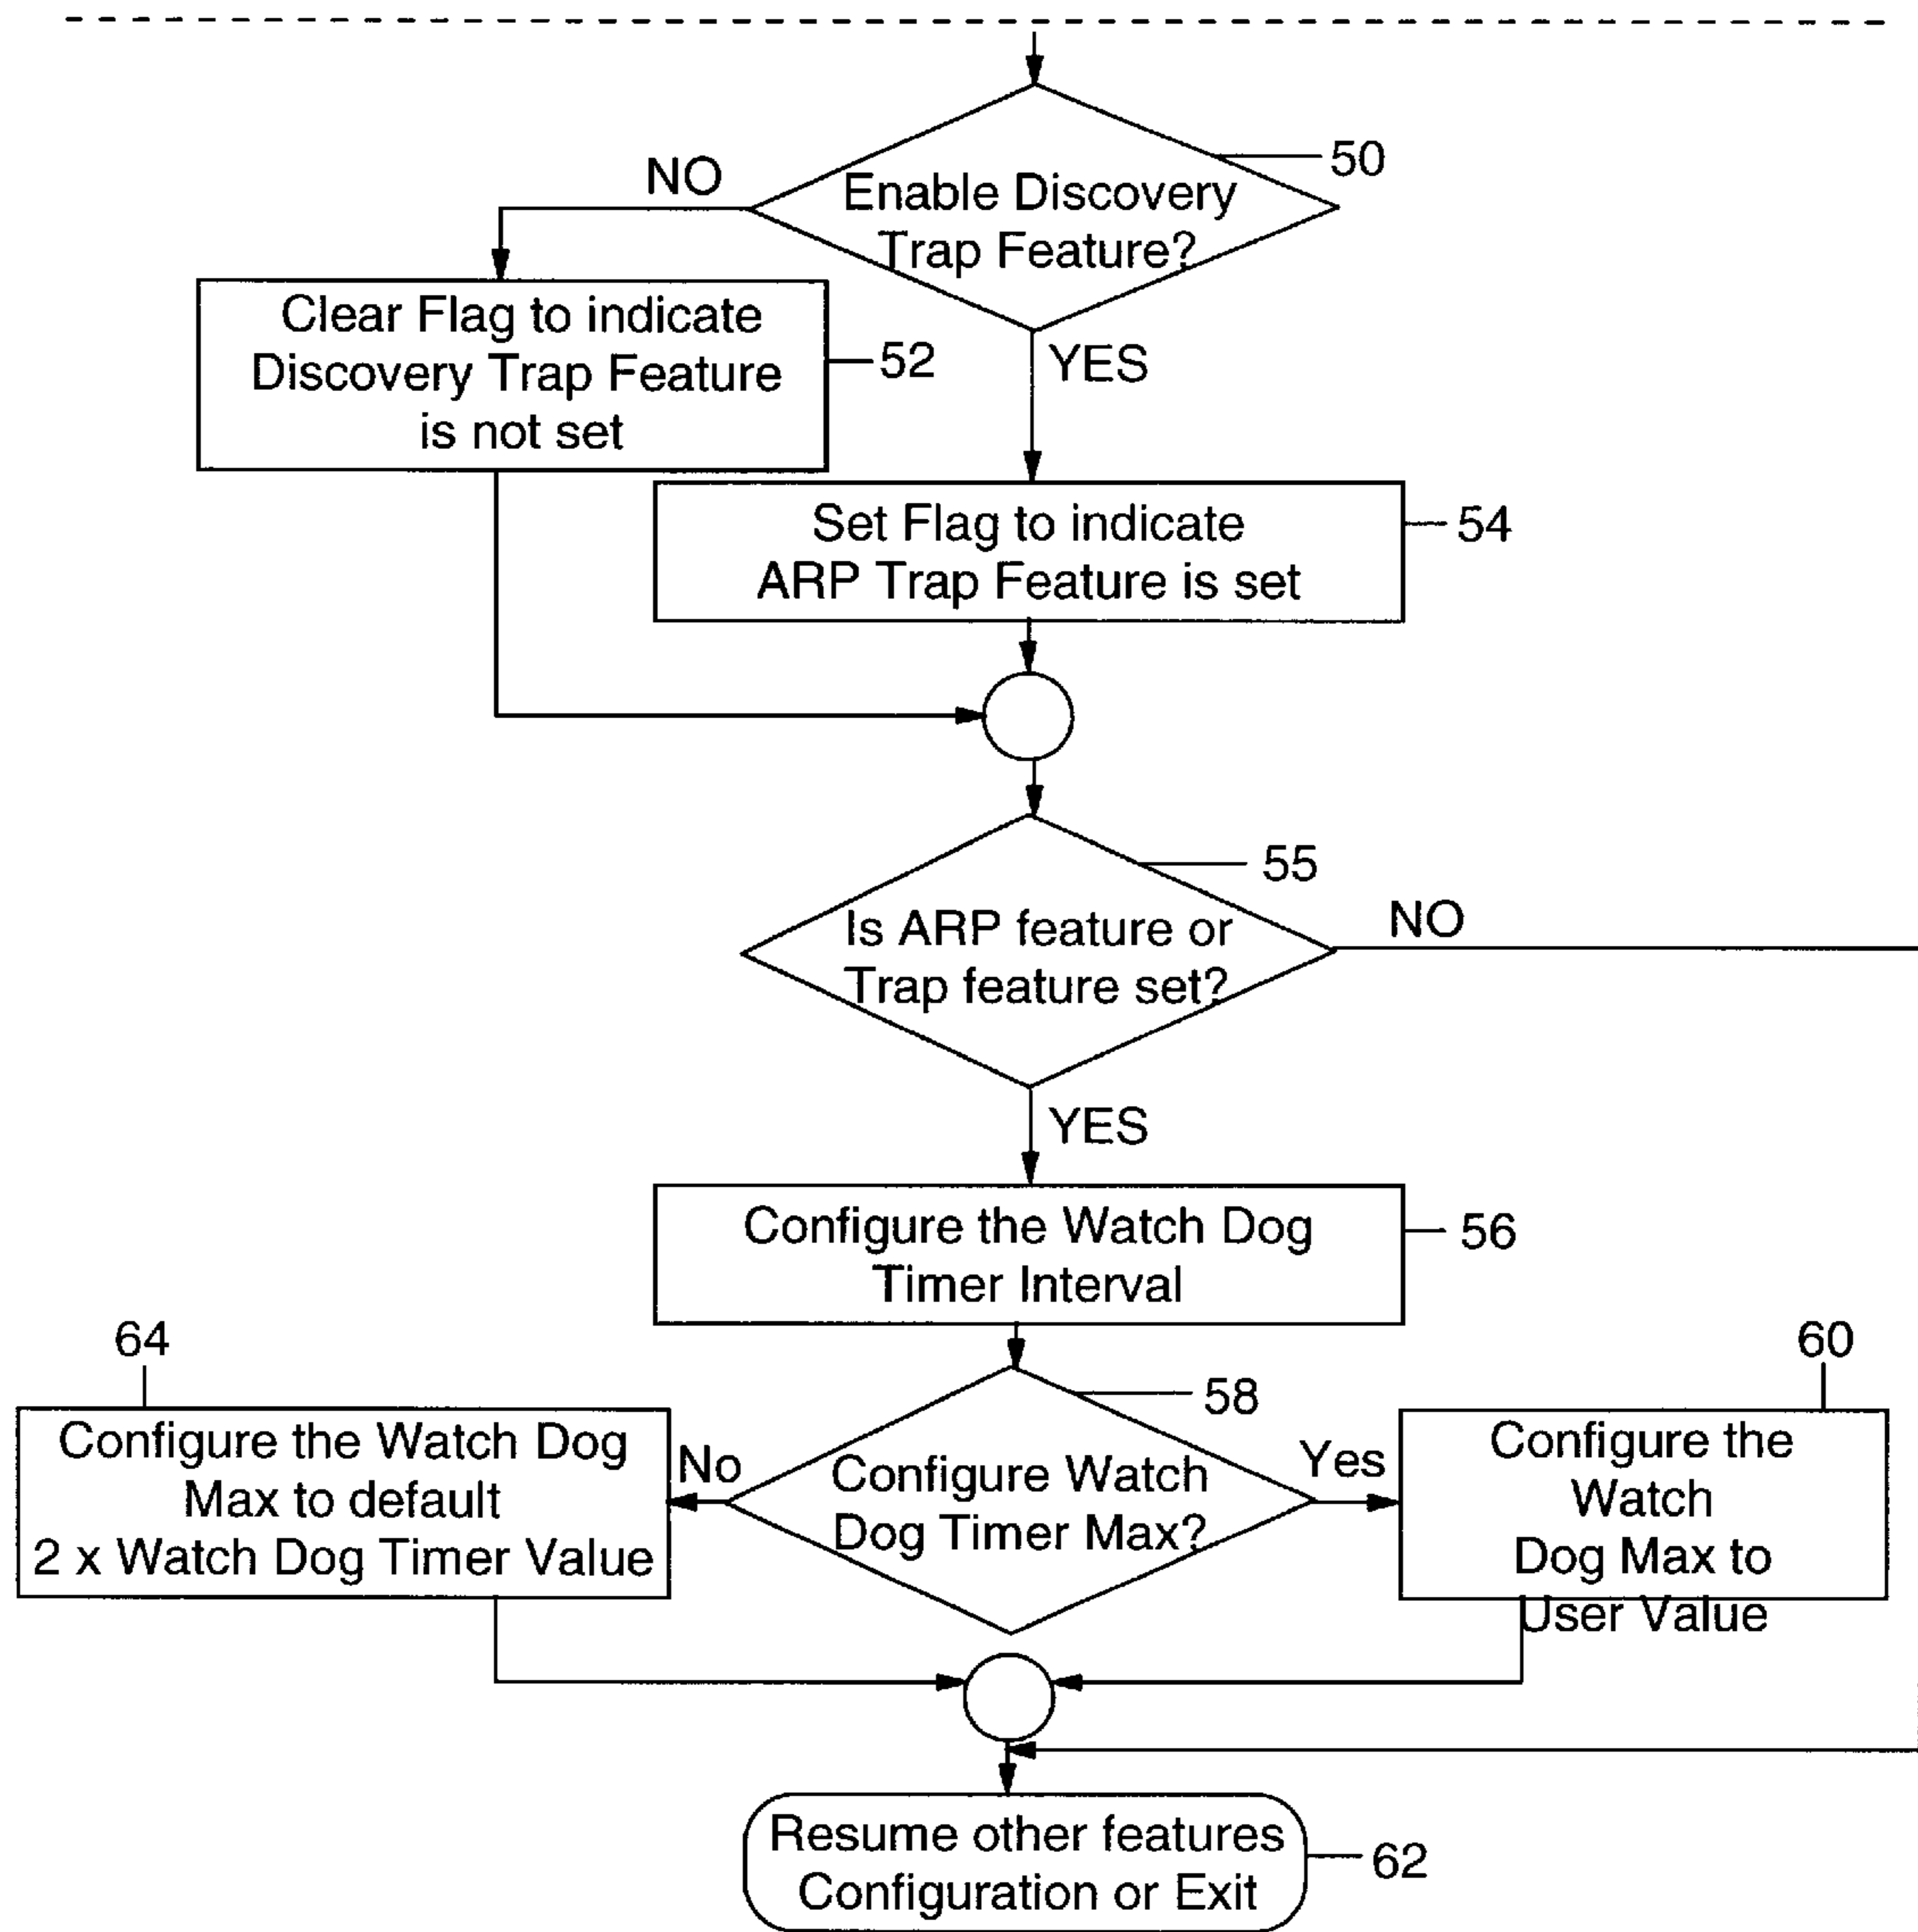 50
NO
Enable Discovery
Trap Feature?
Clear Flag to indicate
Discovery Trap Feature
is not set
52
YES
Set Flag to indicate
ARP Trap Feature is set
54
55
Is ARP feature or
Trap feature set?
NO
YES
Configure the Watch Dog
Timer Interval
56
64
60
58
Configure the Watch Dog
Max to default
2 x Watch Dog Timer Value
No
Configure Watch
Dog Timer Max?
Yes
Configure the
Watch
Dog Max to
User Value
Resume other features
Configuration or Exit
62